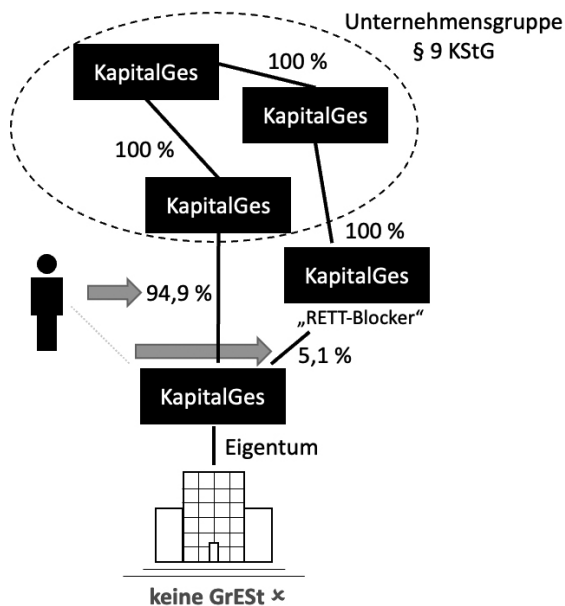 Unternehmensgruppe
§ 9 KStG
KapitalGes
100 %
KapitalGes
100 %
KapitalGes
100 %
KapitalGes
94,9 %
„RETT-Blocker“
5,1 %
KapitalGes
Eigentum
keine GrESt ×